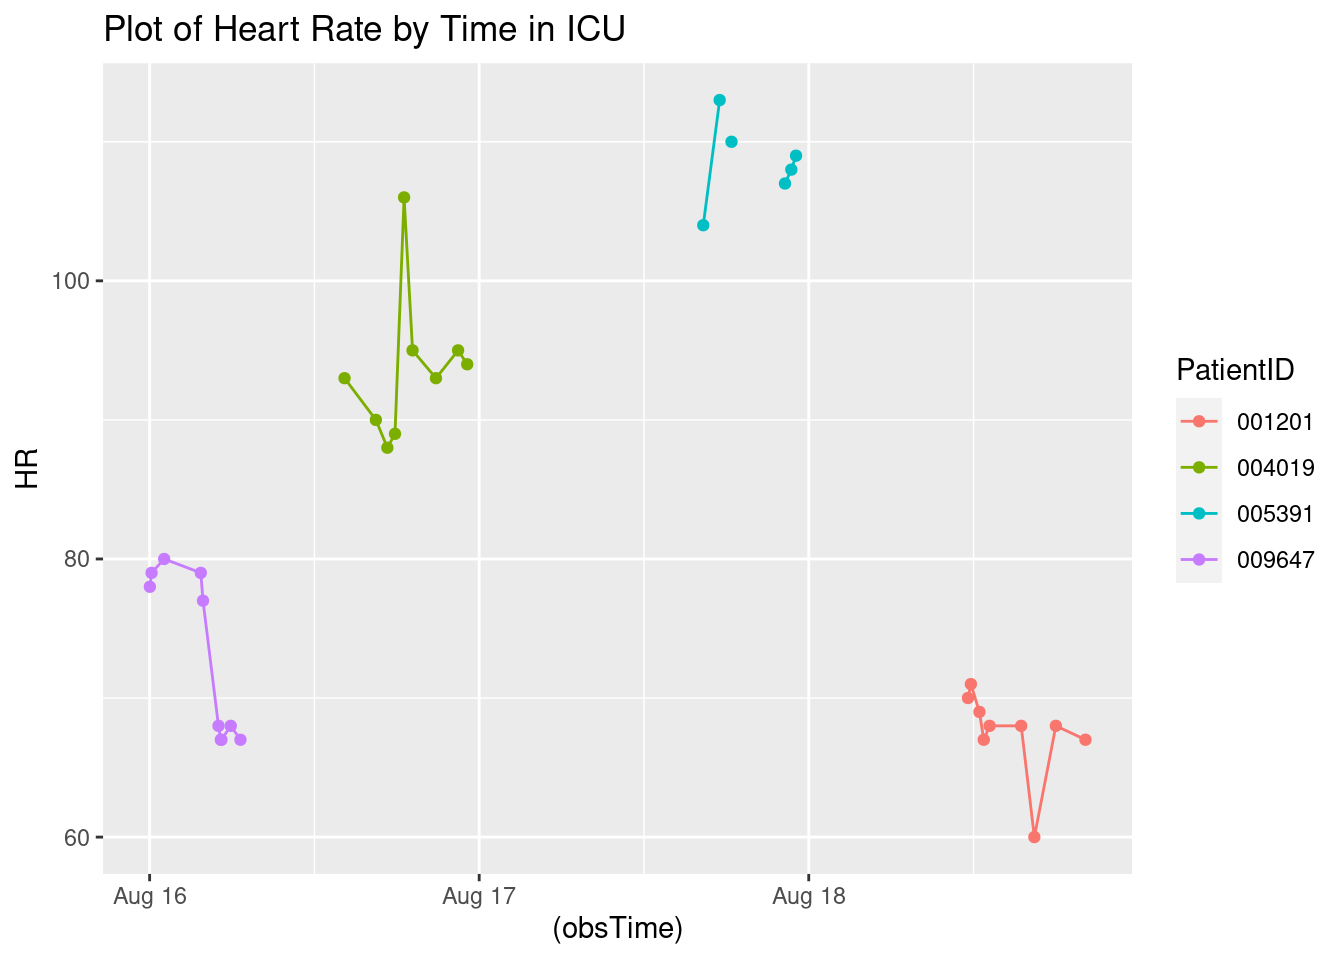 Plot of Heart Rate by Time in ICU
HR
100
80
60
Aug 16
Aug 17
Aug 18
(obsTime)
PatientID
001201
004019
005391
009647